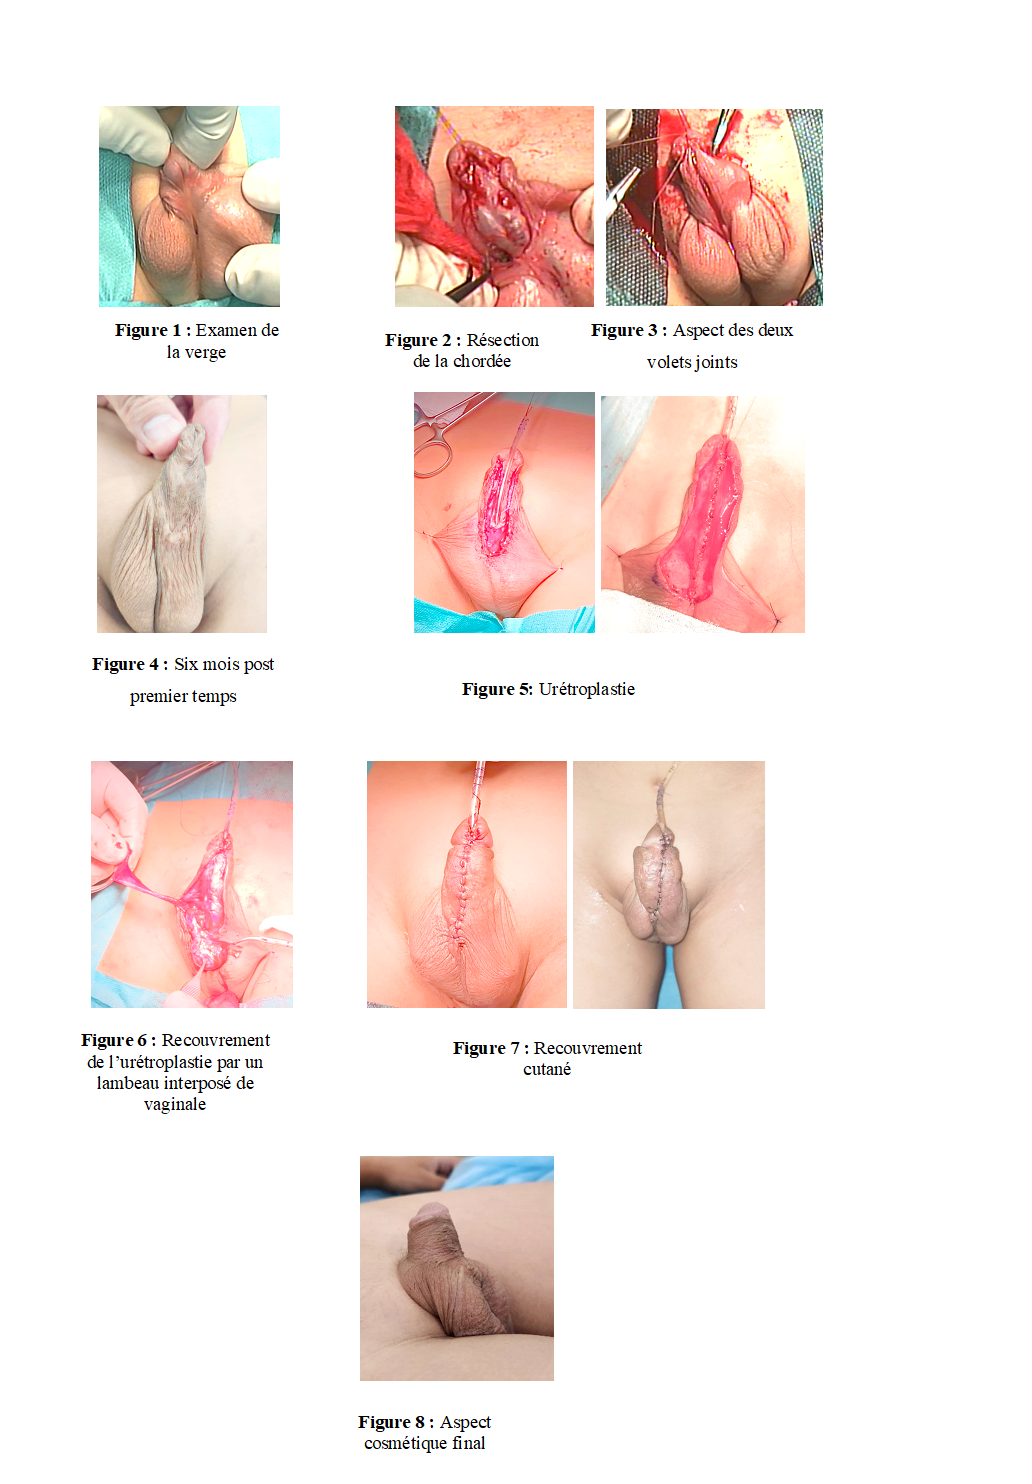 Figure 1 : Examen de
la verge
Figure 2 : Résection
de la chordée
Figure 3 : Aspect des deux
volets joints
Figure 4 : Six mois post
premier temps
Figure 5: Urétroplastie
Figure 6 : Recouvrement
de l’urétroplastie par un
lambeau interposé de
vaginale
Figure 7 : Recouvrement
cutané
Figure 8 : Aspect
cosmétique final